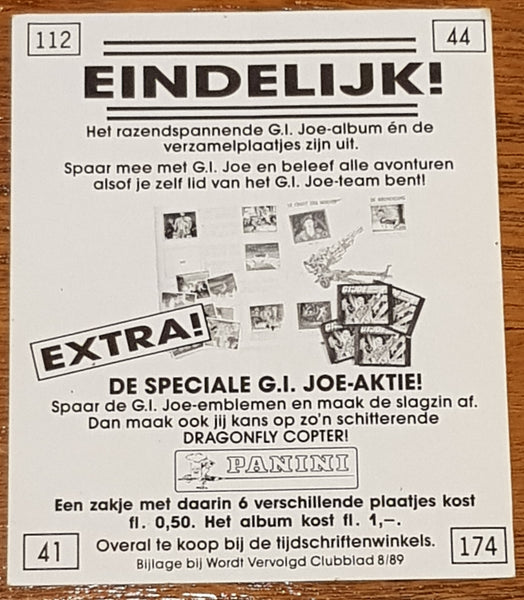 112
44
EINDELIJK!
Het razendspannende G.I. Joe-album én de
verzamelplaatjes zijn uit.
Spaar mee met G.I. Joe en beleef alle avonturen
alsof je zelf lid van het G.I. Joe-team bent!
EXTRA!
DE SPECIALE G.I. JOE-AKTIE!
Spaar de G.I. Joe-emblemen en maak de slagzin af.
Dan maak ook jij kans op zo'n schitterende
DRAGONFLY COPTER!
PANINI
Een zakje met daarin 6 verschillende plaatjes kost
fl. 0,50. Het album kost fl. 1,–.
41
Overal te koop bij de tijdschriftenwinkels.
174
Bijlage bij Wordt Vervolgd Clubblad 8/89